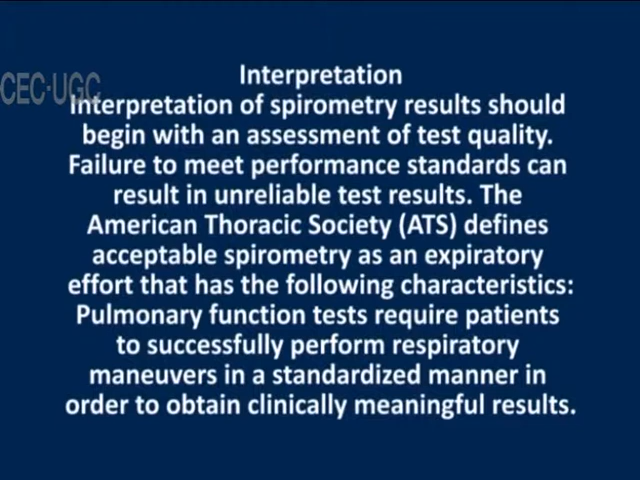 Interpretation
CEC-UGC
Interpretation of spirometry results should
begin with an assessment of test quality.
Failure to meet performance standards can
result in unreliable test results. The
American Thoracic Society (ATS) defines
acceptable spirometry as an expiratory
effort that has the following characteristics:
Pulmonary function tests require patients
to successfully perform respiratory
maneuvers in a standardized manner in
order to obtain clinically meaningful results.